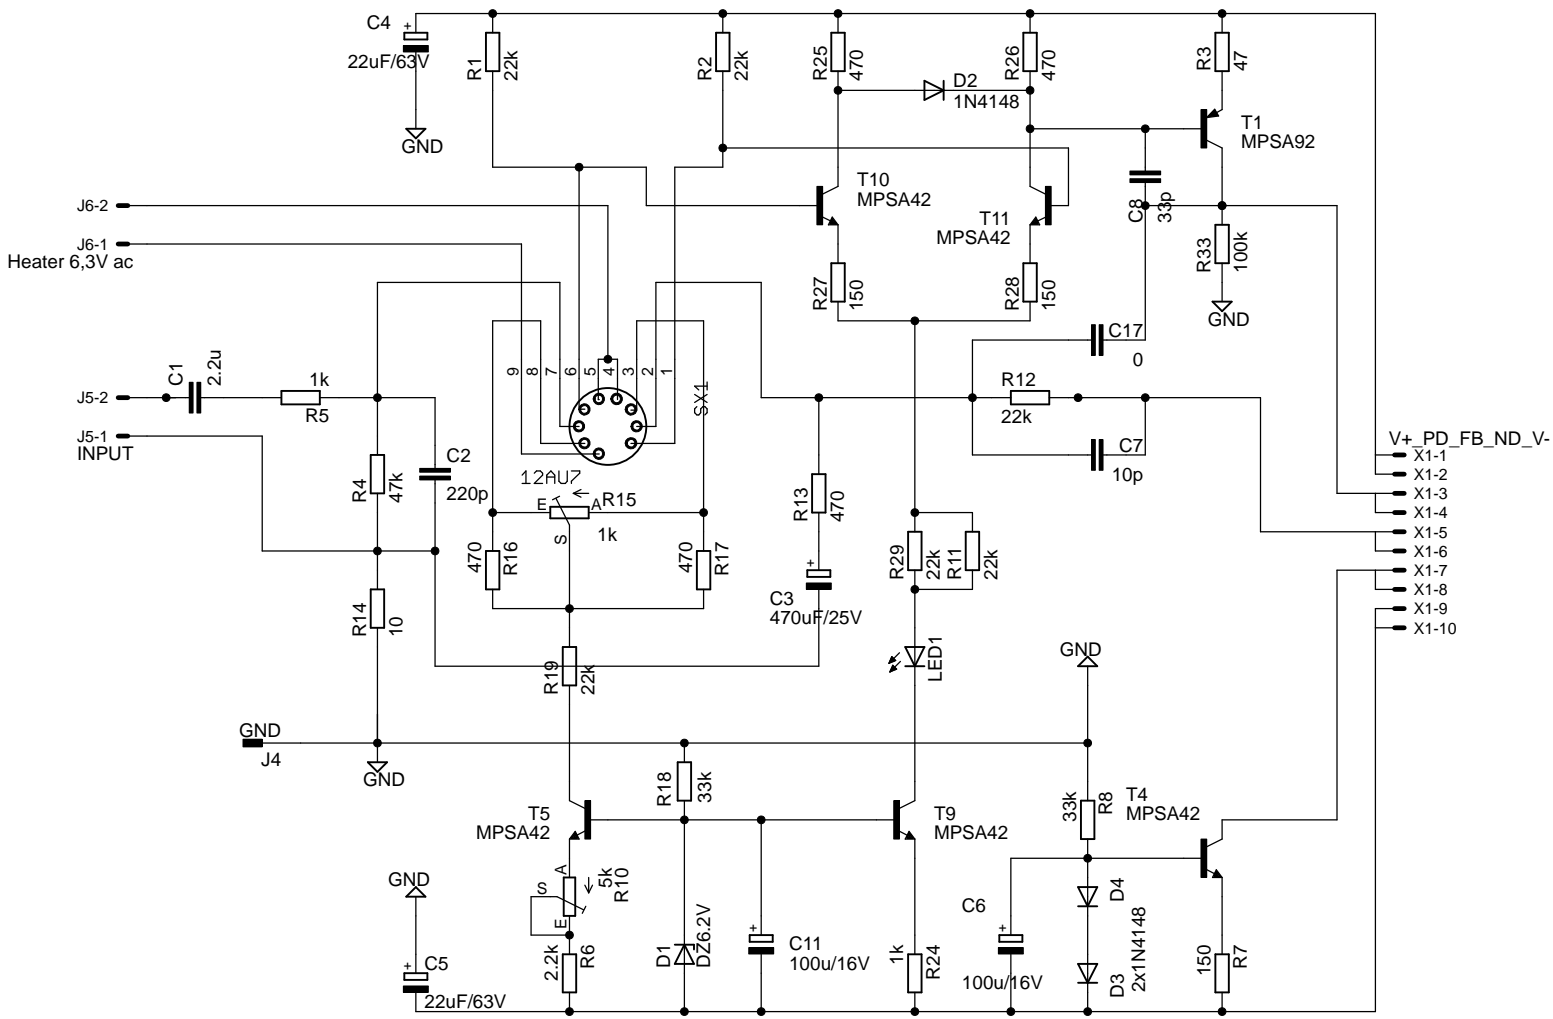 C4
+
22uF/63V
GND
R1
22k
R2
22k
R25
470
D2
1N4148
R26
470
R3
47
T1
MPSA92
T10
MPSA42
T11
MPSA42
C8
33p
R33
100k
GND
R27
150
R28
150
J6-2
J6-1
Heater 6,3V ac
C17
0
9
8
7
6
5
4
3
2
1
SX1
12AU7
C1
2.2u
1k
R5
J5-2
J5-1
INPUT
R4
47k
C2
220p
R12
22k
C7
10p
V+_PD_FB_ND_V-
X1-1
X1-2
X1-3
X1-4
X1-5
X1-6
X1-7
X1-8
X1-9
X1-10
E
A
R15
S
1k
470
R16
470
R17
R13
470
+
C3
470uF/25V
R29
22k
R11
22k
R14
10
R19
22k
LED1
GND
GND
J4
GND
R18
33k
T5
MPSA42
T9
MPSA42
33k
R8
T4
MPSA42
A
S
E
5k
R10
2.2k
R6
GND
+
C5
22uF/63V
D1
DZ6.2V
+
C11
100u/16V
1k
R24
C6
+
100u/16V
D4
D3
2x1N4148
150
R7